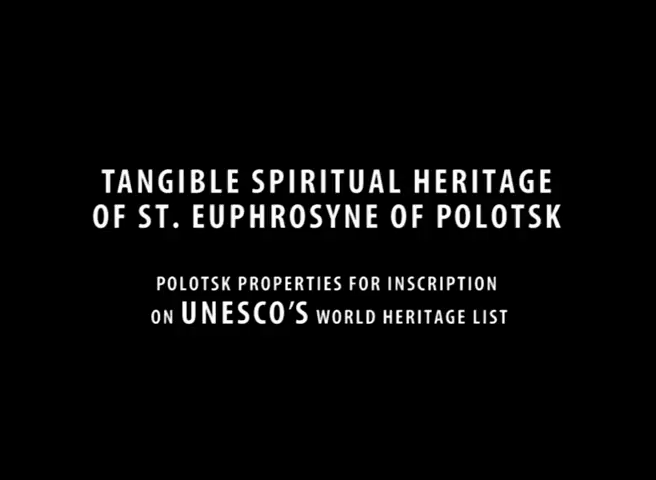 TANGIBLE SPIRITUAL HERITAGE
OF ST. EUPHROSYNE OF POLOTSK
POLOTSK PROPERTIES FOR INSCRIPTION
ON UNESCO'S WORLD HERITAGE LIST